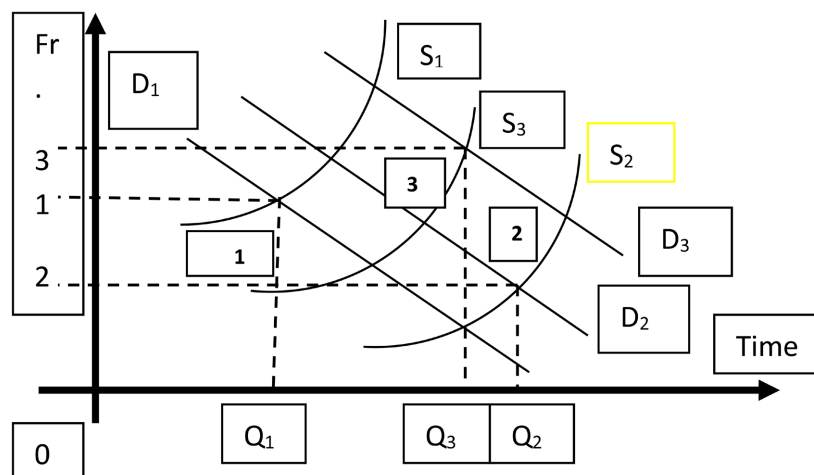 Fr
.
3
1
2
0
D₁
S₁
S₃
S₂
3
1
2
D₃
D₂
Time
Q₁
Q₃
Q₂